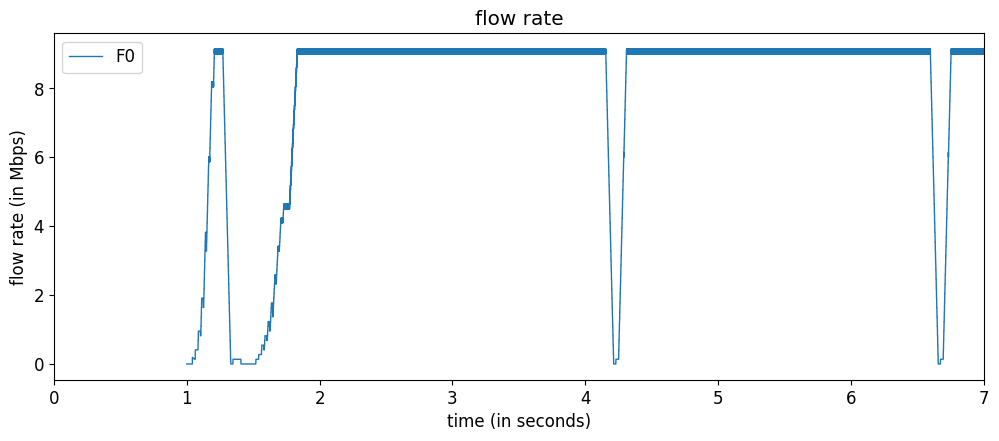 flow rate
F0
flow rate (in Mbps)
8
6
4
2
0
0 1 2 3 4 5 6 7
time (in seconds)